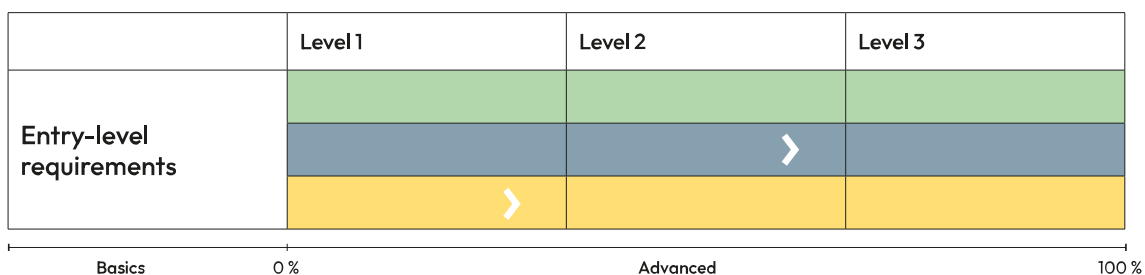 Level 1
Level 2
Level 3
Entry-level
requirements
Basics
0 %
Advanced
100 %